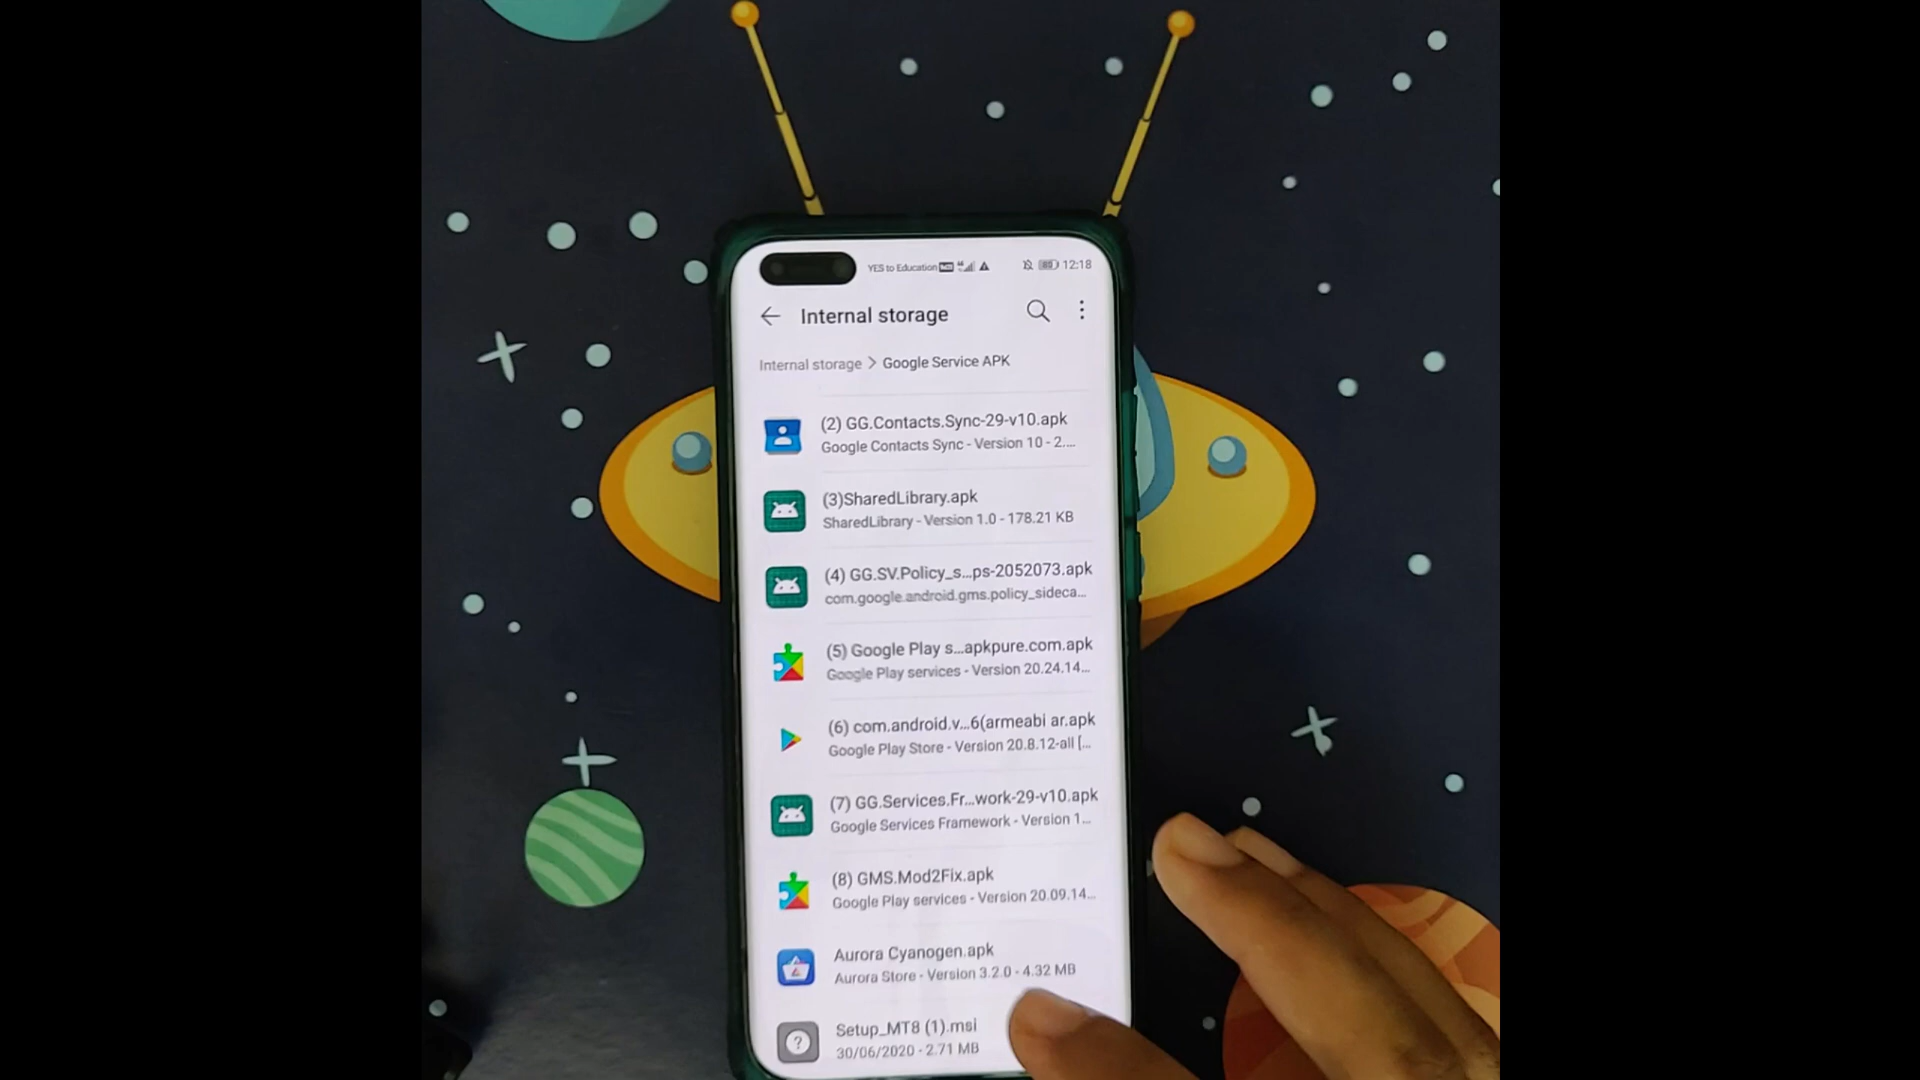 YES to Education 12:18
Internal storage
Internal storage > Google Service APK
(2) GG.Contacts.Sync-29-v10.apk
Google Contacts Sync - Version 10 - 2....
(3)SharedLibrary.apk
SharedLibrary - Version 1.0 - 178.21 KB
(4) GG.SV.Policy_s...ps-2052073.apk
com.google.android.gms.policy_sideca...
(5) Google Play s...apkpure.com.apk
Google Play services - Version 20.24.14...
(6) com.android.v...6(armeabi ar.apk
Google Play Store - Version 20.8.12-all [...
(7) GG.Services.Fr...work-29-v10.apk
Google Services Framework - Version 1...
(8) GMS.Mod2Fix.apk
Google Play services - Version 20.09.14...
Aurora Cyanogen.apk
Aurora Store - Version 3.2.0 - 4.32 MB
Setup_MT8 (1).msi
30/06/2020 - 2.71 MB